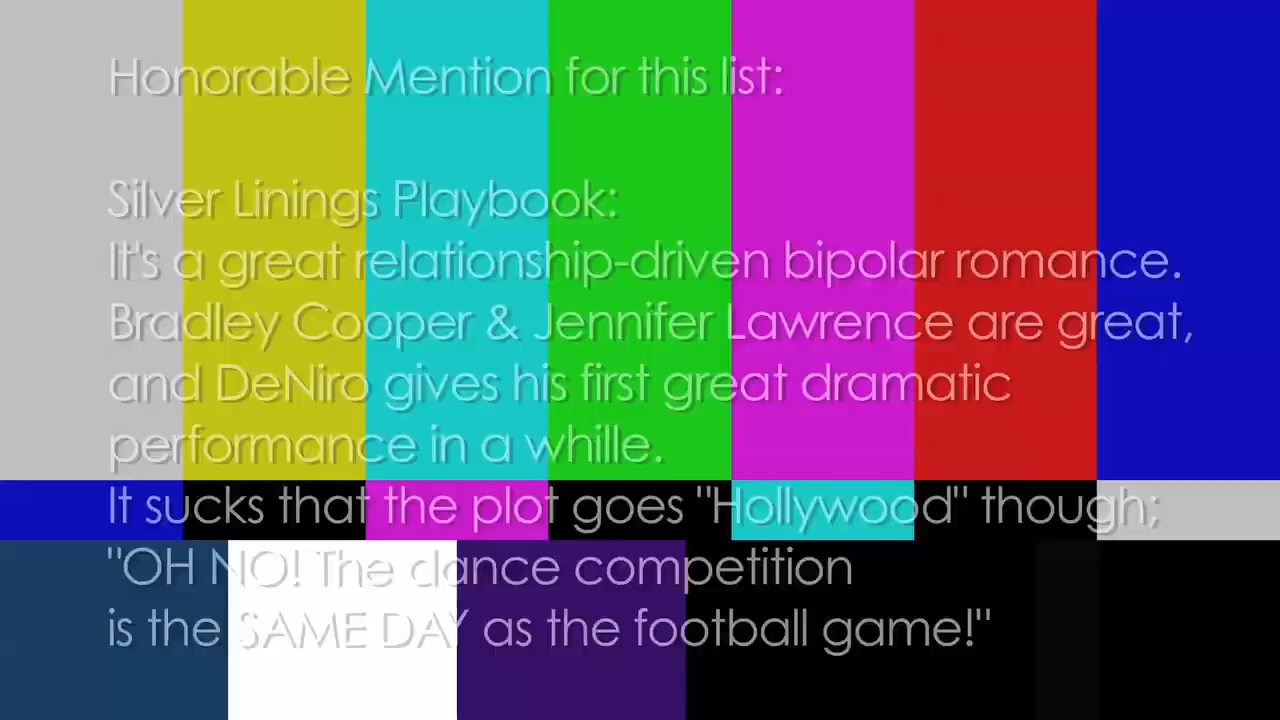 Honorable Mention for this list:
Silver Linings Playbook:
It's a great relationship-driven bipolar romance.
Bradley Cooper & Jennifer Lawrence are great,
and DeNiro gives his first great dramatic
performance in a whille.
It sucks that the plot goes "Hollywood" though;
"OH NO! The dance competition
is the SAME DAY as the football game!"